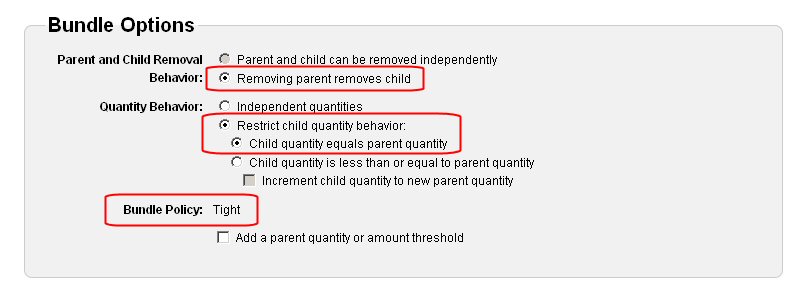 Bundle Options
Parent and Child Removal Behavior:
Parent and child can be removed independently
Removing parent removes child
Quantity Behavior:
Independent quantities
Restrict child quantity behavior:
Child quantity equals parent quantity
Child quantity is less than or equal to parent quantity
Increment child quantity to new parent quantity
Bundle Policy: Tight
Add a parent quantity or amount threshold